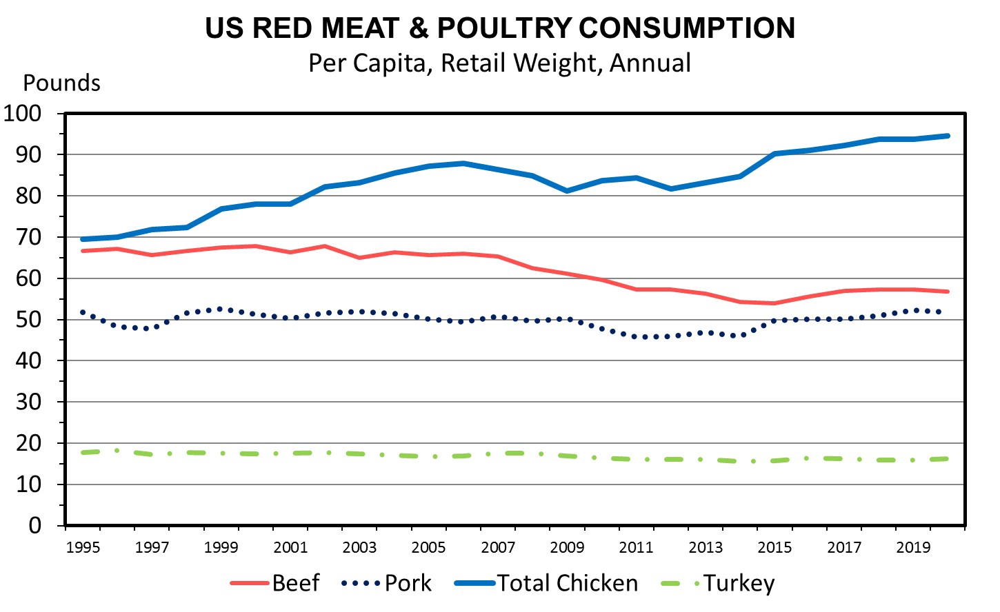 US RED MEAT & POULTRY CONSUMPTION
Per Capita, Retail Weight, Annual
Pounds
100
90
80
70
60
50
40
30
20
10
0
1995 1997 1999 2001 2003 2005 2007 2009 2011 2013 2015 2017 2019
Beef Pork Total Chicken Turkey